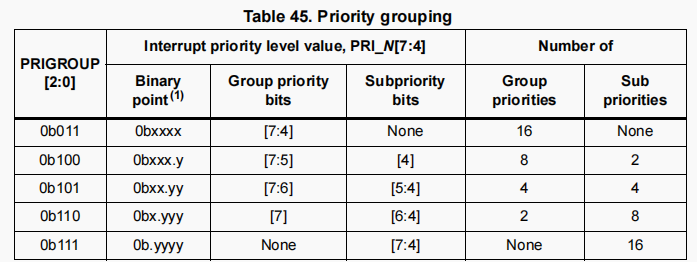 Table 45. Priority grouping
PRIGROUP [2:0] Interrupt priority level value, PRI_N[7:4] Number of
Binary point(1) Group priority bits Subpriority bits Group priorities Sub priorities
0b011 0bxxxx [7:4] None 16 None
0b100 0bxxx.y [7:5] [4] 8 2
0b101 0bxx.yy [7:6] [5:4] 4 4
0b110 0bx.yyy [7] [6:4] 2 8
0b111 0b.yyyy None [7:4] None 16